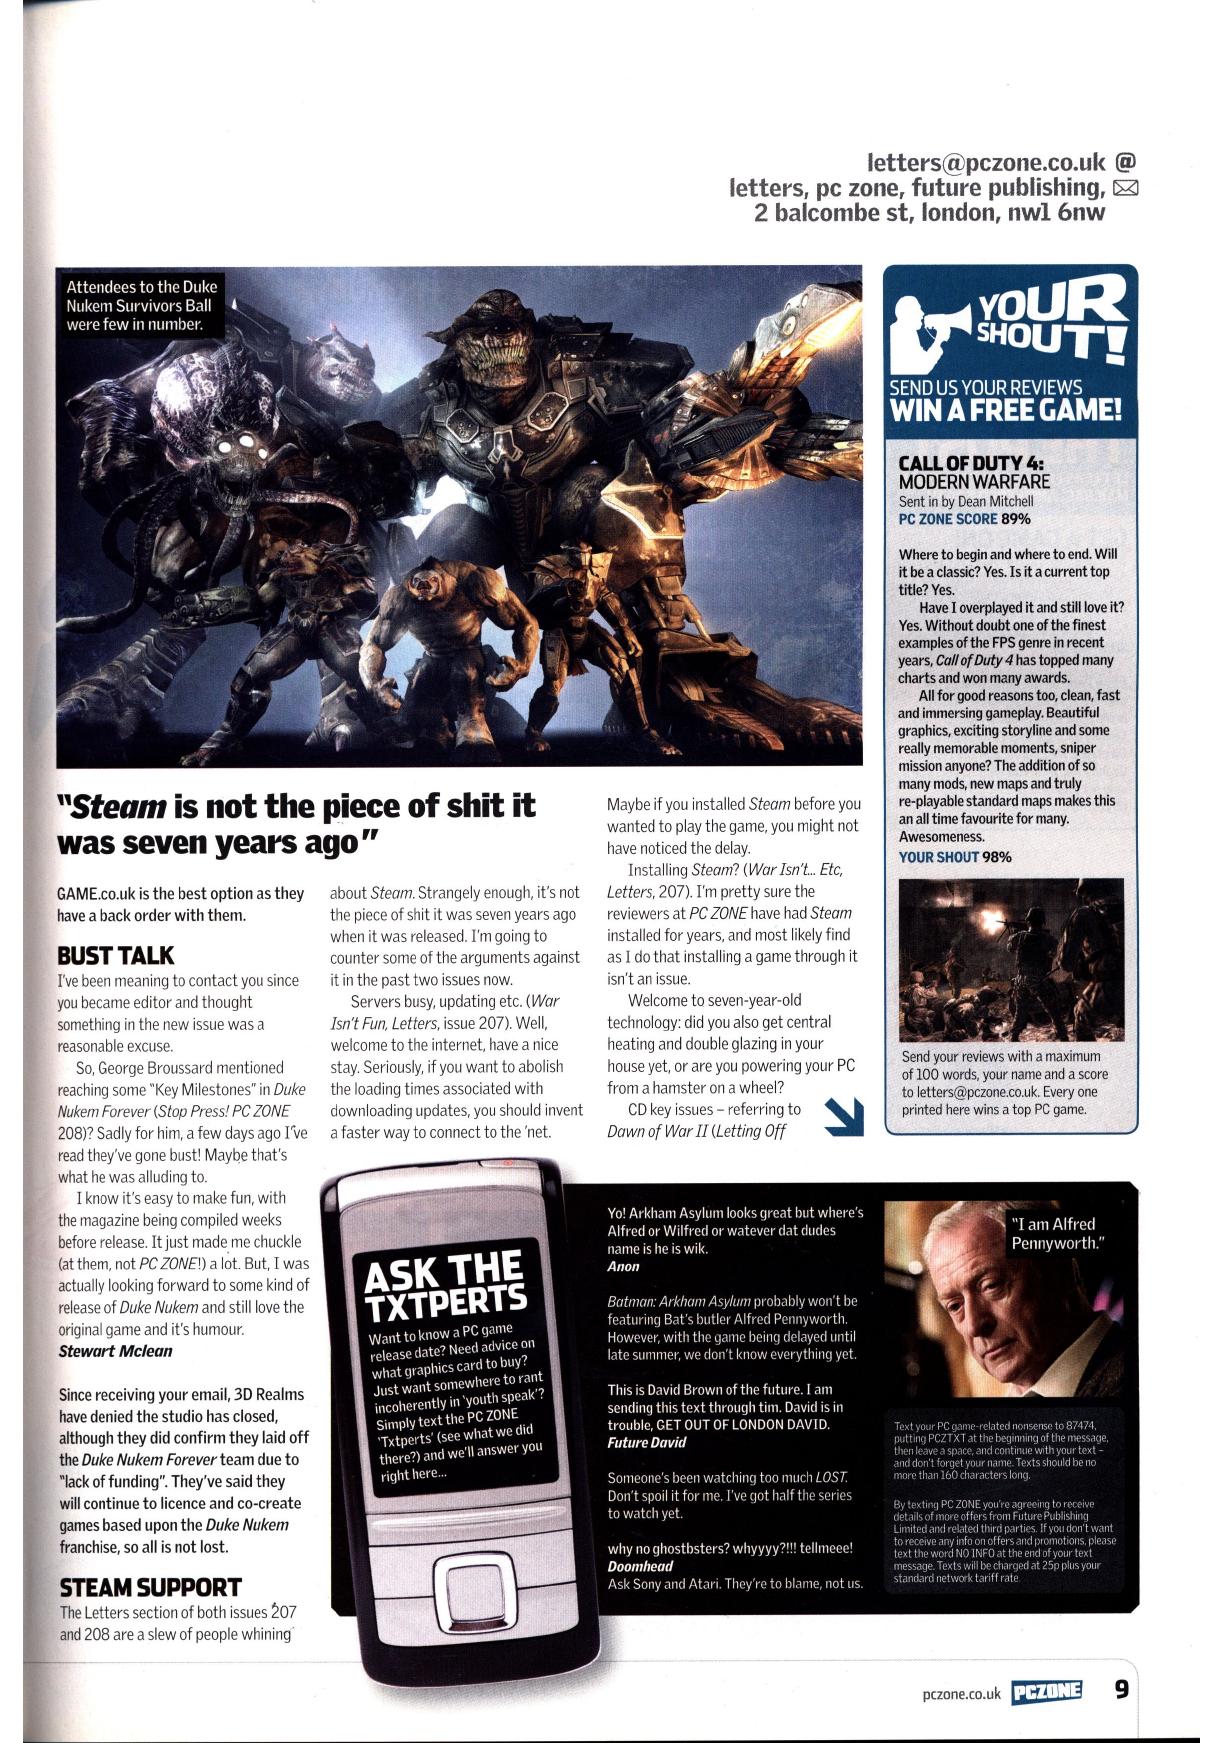 letters@pczone.co.uk @
letters, pc zone, future publishing,
2 balcombe st, london, nw1 6nw
Attendees to the Duke
Nukem Survivors Ball
were few in number.
"Steam is not the piece of shit it
was seven years ago"
GAME.co.uk is the best option as they
have a back order with them.
BUST TALK
I've been meaning to contact you since
you became editor and thought
something in the new issue was a
reasonable excuse.
So, George Broussard mentioned
reaching some "Key Milestones" in Duke
Nukem Forever (Stop Press! PC ZONE
208)? Sadly for him, a few days ago I've
read they've gone bust! Maybe that's
what he was alluding to.
I know it's easy to make fun, with
the magazine being compiled weeks
before release. It just made me chuckle
(at them, not PC ZONE!) a lot. But, I was
actually looking forward to some kind of
release of Duke Nukem and still love the
original game and it's humour.
Stewart Mclean
Since receiving your email, 3D Realms
have denied the studio has closed,
although they did confirm they laid off
the Duke Nukem Forever team due to
"lack of funding". They've said they
will continue to licence and co-create
games based upon the Duke Nukem
franchise, so all is not lost.
STEAM SUPPORT
The Letters section of both issues 207
and 208 are a slew of people whining
about Steam. Strangely enough, it's not
the piece of shit it was seven years ago
when it was released. I'm going to
counter some of the arguments against
it in the past two issues now.
Servers busy, updating etc. (War
Isn't Fun, Letters, issue 207). Well,
welcome to the internet, have a nice
stay. Seriously, if you want to abolish
the loading times associated with
downloading updates, you should invent
a faster way to connect to the 'net.
Maybe if you installed Steam before you
wanted to play the game, you might not
have noticed the delay.
Installing Steam? (War Isn't... Etc,
Letters, 207). I'm pretty sure the
reviewers at PC ZONE have had Steam
installed for years, and most likely find
as I do that installing a game through it
isn't an issue.
Welcome to seven-year-old
technology: did you also get central
heating and double glazing in your
house yet, or are you powering your PC
from a hamster on a wheel?
CD key issues – referring to
Dawn of War II (Letting Off
YOUR
SHOUT!
SEND US YOUR REVIEWS
WIN A FREE GAME!
CALL OF DUTY 4:
MODERN WARFARE
Sent in by Dean Mitchell
PC ZONE SCORE 89%
Where to begin and where to end. Will
it be a classic? Yes. Is it a current top
title? Yes.
Have I overplayed it and still love it?
Yes. Without doubt one of the finest
examples of the FPS genre in recent
years, Call of Duty 4 has topped many
charts and won many awards.
All for good reasons too, clean, fast
and immersing gameplay. Beautiful
graphics, exciting storyline and some
really memorable moments, sniper
mission anyone? The addition of so
many mods, new maps and truly
re-playable standard maps makes this
an all time favourite for many.
Awesomeness.
YOUR SHOUT 98%
Send your reviews with a maximum
of 100 words, your name and a score
to letters@pczone.co.uk. Every one
printed here wins a top PC game.
ASK THE
TXTPERTS
Want to know a PC game
release date? Need advice on
what graphics card to buy?
Just want somewhere to rant
incoherently in 'youth speak'?
Simply text the PC ZONE
'Txtperts' (see what we did
there?) and we'll answer you
right here...
Yo! Arkham Asylum looks great but where's
Alfred or Wilfred or watever dat dudes
name is he is wik.
Anon
Batman: Arkham Asylum probably won't be
featuring Bat's butler Alfred Pennyworth.
However, with the game being delayed until
late summer, we don't know everything yet.
This is David Brown of the future. I am
sending this text through tim. David is in
trouble, GET OUT OF LONDON DAVID.
Future David
Someone's been watching too much LOST.
Don't spoil it for me. I've got half the series
to watch yet.
why no ghostbsters? whyyyy?!!! tellmeee!
Doomhead
Ask Sony and Atari. They're to blame, not us.
"I am Alfred
Pennyworth."
Text your PC game-related nonsense to 87474,
putting PCZTXT at the beginning of the message,
then leave a space, and continue with your text –
and don't forget your name. Texts should be no
more than 160 characters long.
By texting PC ZONE you're agreeing to receive
details of more offers from Future Publishing
Limited and related third parties. If you don't want
to receive any info on offers and promotions, please
text the word NO INFO at the end of your text
message. Texts will be charged at 25p plus your
standard network tariff rate.
pczone.co.uk PCZONE 9